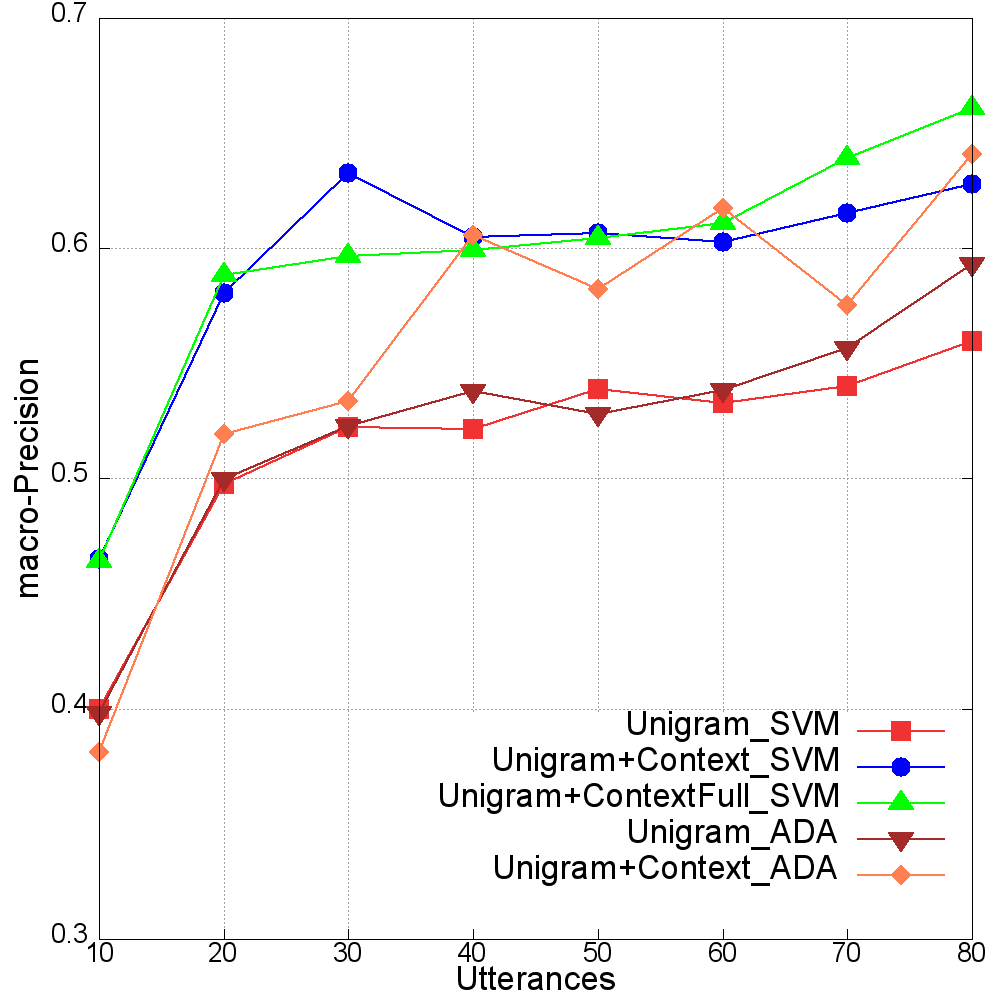 0.7
0.6
0.5
0.4
0.3
macro-Precision
Unigram_SVM
Unigram+Context_SVM
Unigram+ContextFull_SVM
Unigram_ADA
Unigram+Context_ADA
10 20 30 40 50 60 70 80
Utterances